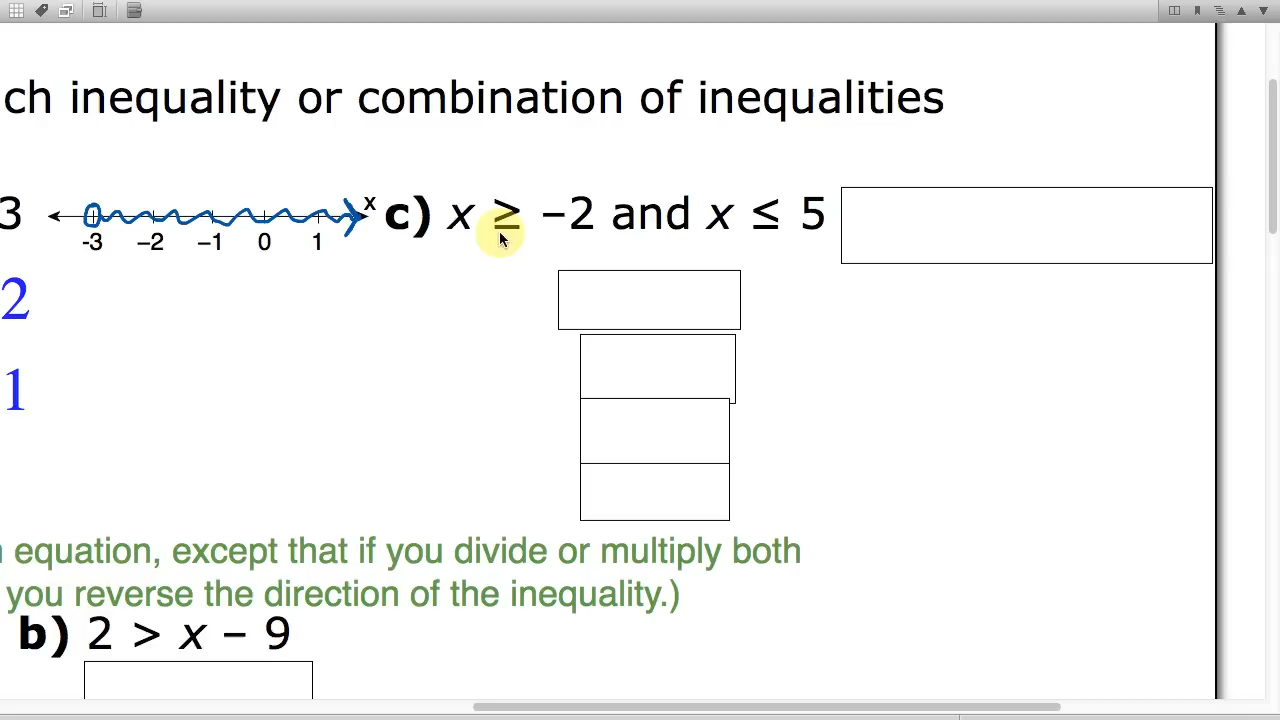 ch inequality or combination of inequalities
3 x c) x ≥ –2 and x ≤ 5
-3 –2 –1 0 1
2
1
equation, except that if you divide or multiply both
you reverse the direction of the inequality.)
b) 2 > x – 9